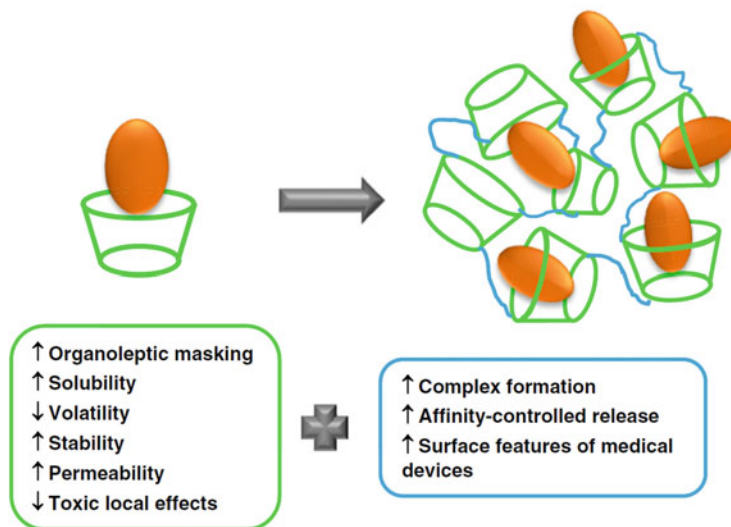 ↑ Organoleptic masking
↑ Solubility
↓ Volatility
↑ Stability
↑ Permeability
↓ Toxic local effects
↑ Complex formation
↑ Affinity-controlled release
↑ Surface features of medical
devices